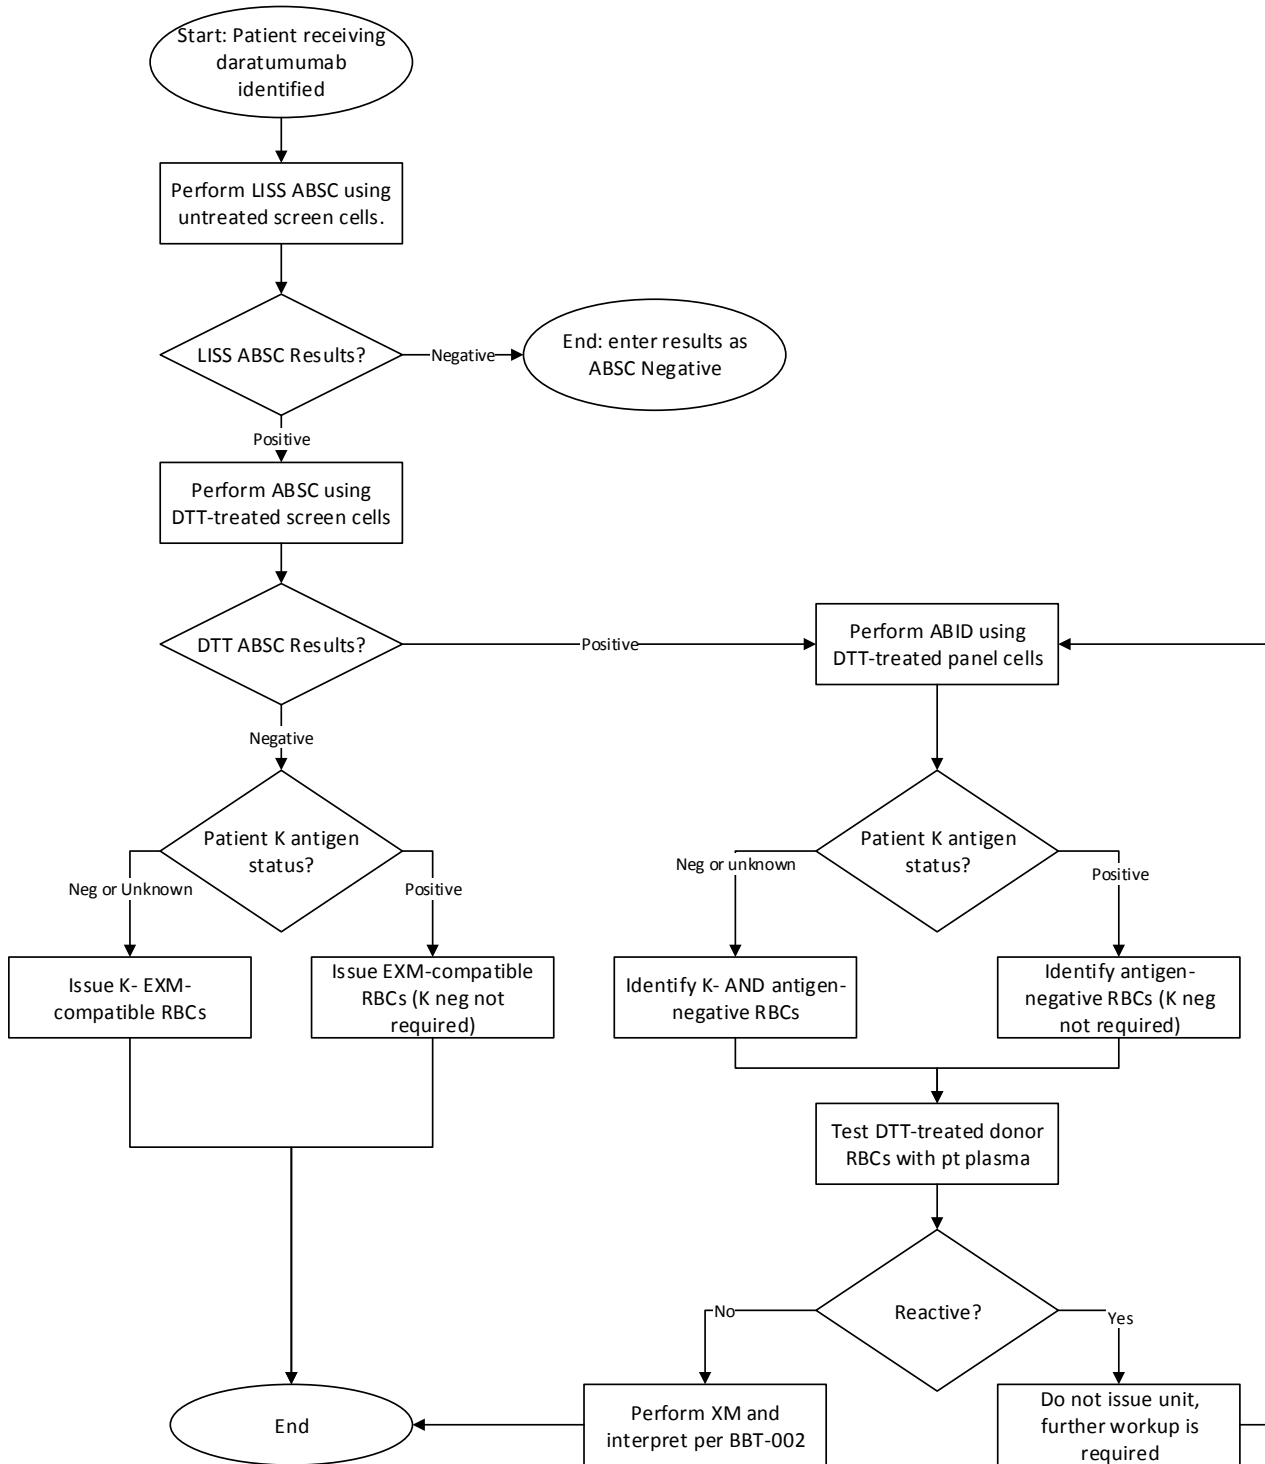 Start: Patient receiving
daratumumab
identified
Perform LISS ABSC using
untreated screen cells.
LISS ABSC Results?
Negative
End: enter results as
ABSC Negative
Positive
Perform ABSC using
DTT-treated screen cells
DTT ABSC Results?
Positive
Perform ABID using
DTT-treated panel cells
Negative
Patient K antigen
status?
Neg or Unknown
Positive
Patient K antigen
status?
Neg or unknown
Positive
Issue K- EXM-
compatible RBCs
Issue EXM-compatible
RBCs (K neg not
required)
Identify K- AND antigen-
negative RBCs
Identify antigen-
negative RBCs (K neg
not required)
Test DTT-treated donor
RBCs with pt plasma
Reactive?
No
Yes
End
Perform XM and
interpret per BBT-002
Do not issue unit,
further workup is
required